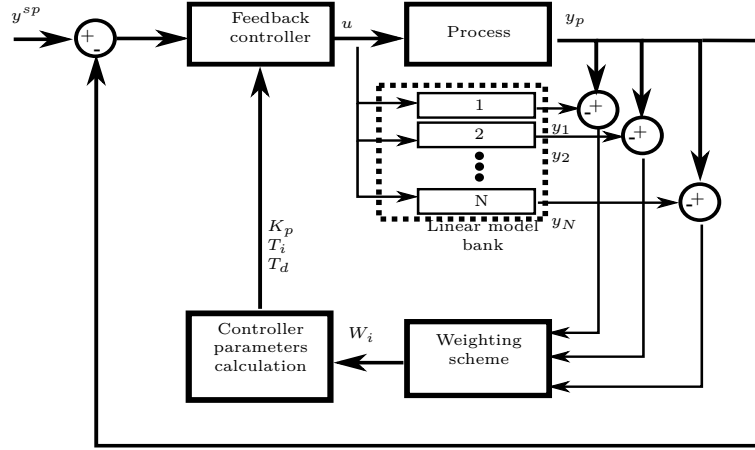 y^{sp}
+
-
Feedback
controller
u
Process
y_p
1
-+
2
y_1
-+
y_2
N
-+
y_N
Linear model
bank
K_p
T_i
T_d
Controller
parameters
calculation
W_i
Weighting
scheme